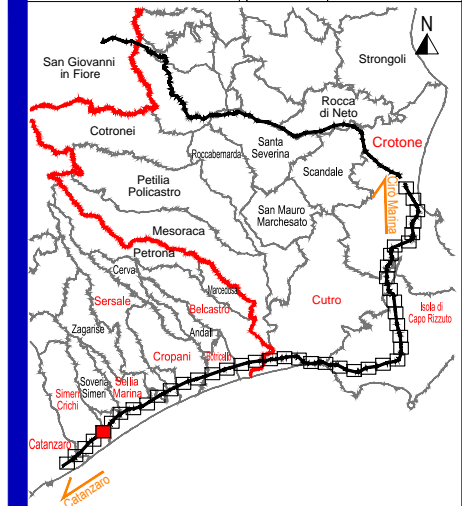 N
San Giovanni
in Fiore
Strongoli
Rocca
di Neto
Cotronei
Crotone
Santa
Severina
Roccabernarda
Scandale
Petilia
Policastro
Cirò Marina
San Mauro
Marchesato
Mesoraca
Petrona
Cerva
Marcedusa
Sersale
Belcastro
Cutro
Isola di
Capo Rizzuto
Zagarise
Andali
Cropani
Botricello
Soveria
Simeri
Sellia
Marina
Simeri
Crichi
Catanzaro
Catanzaro